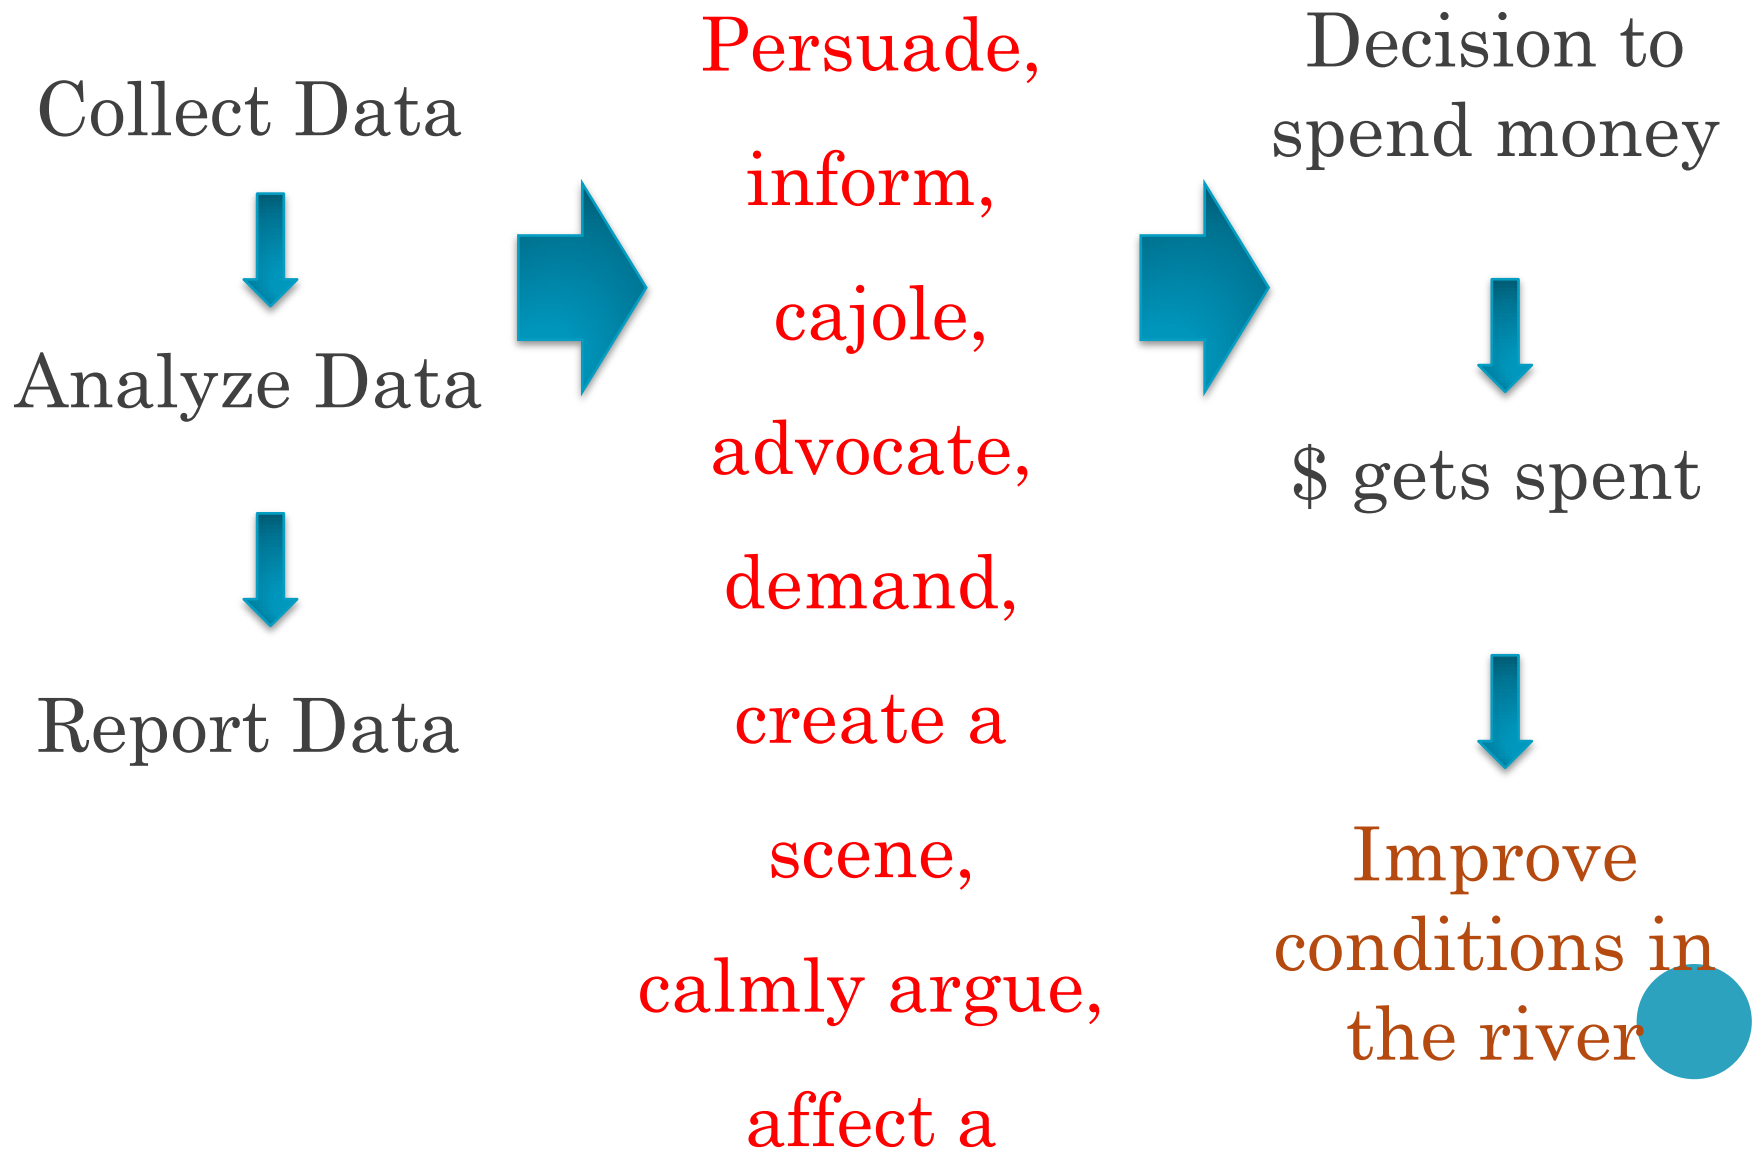 Collect Data
Analyze Data
Report Data
Persuade,
inform,
cajole,
advocate,
demand,
create a
scene,
calmly argue,
affect a
Decision to
spend money
$ gets spent
Improve
conditions in
the river